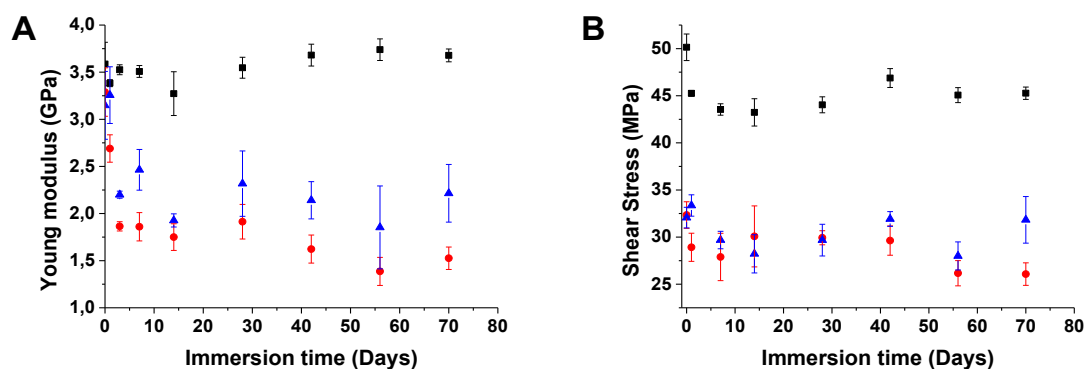 A
Young modulus (GPa)
4,0
3,5
3,0
2,5
2,0
1,5
1,0
0 10 20 30 40 50 60 70 80
Immersion time (Days)
B
Shear Stress (MPa)
50
45
40
35
30
25
0 10 20 30 40 50 60 70 80
Immersion time (Days)